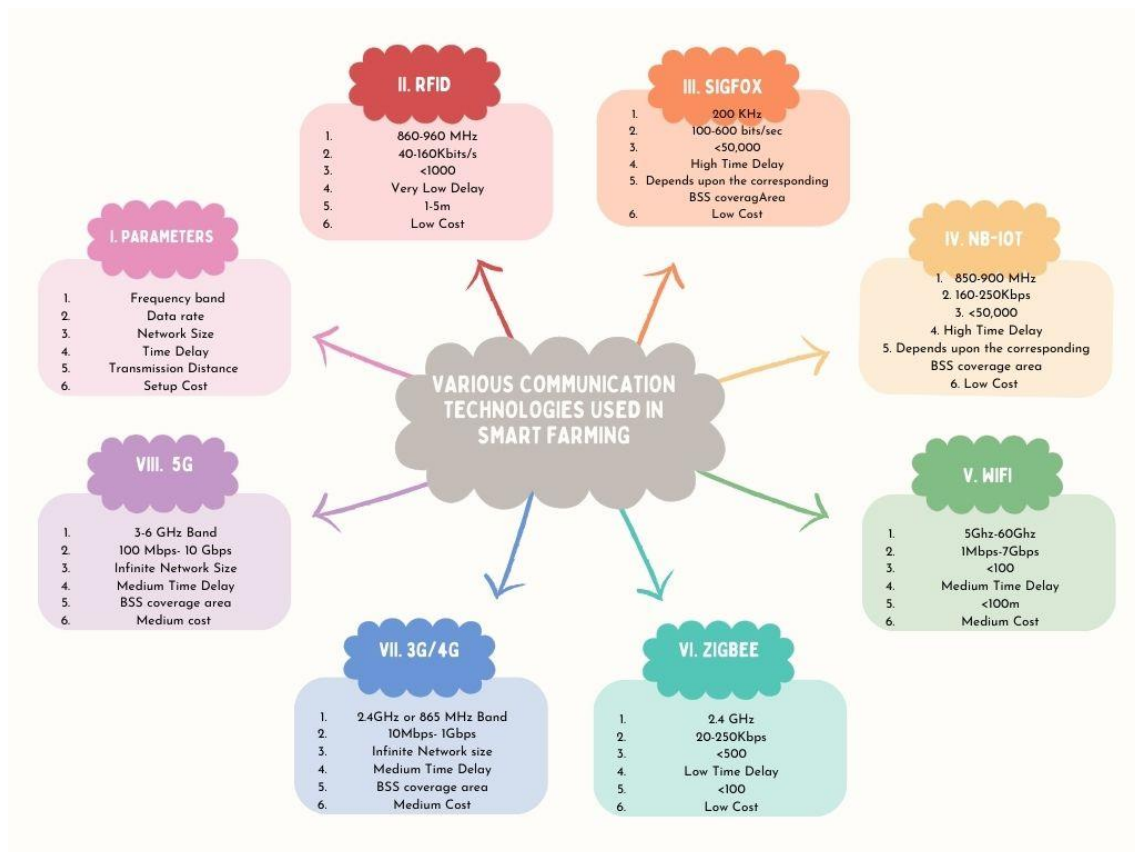 VARIOUS COMMUNICATION
TECHNOLOGIES USED IN
SMART FARMING
I. PARAMETERS
1. Frequency band
2. Data rate
3. Network Size
4. Time Delay
5. Transmission Distance
6. Setup Cost
II. RFID
1. 860-960 MHz
2. 40-160Kbits/s
3. <1000
4. Very Low Delay
5. 1-5m
6. Low Cost
III. SIGFOX
1. 200 KHz
2. 100-600 bits/sec
3. <50,000
4. High Time Delay
5. Depends upon the corresponding
BSS coveragArea
6. Low Cost
IV. NB-IOT
1. 850-900 MHz
2. 160-250Kbps
3. <50,000
4. High Time Delay
5. Depends upon the corresponding
BSS coverage area
6. Low Cost
V. WIFI
1. 5Ghz-60Ghz
2. 1Mbps-7Gbps
3. <100
4. Medium Time Delay
5. <100m
6. Medium Cost
VI. ZIGBEE
1. 2.4 GHz
2. 20-250Kbps
3. <500
4. Low Time Delay
5. <100
6. Low Cost
VII. 3G/4G
1. 2.4GHz or 865 MHz Band
2. 10Mbps- 1Gbps
3. Infinite Network size
4. Medium Time Delay
5. BSS coverage area
6. Medium Cost
VIII. 5G
1. 3-6 GHz Band
2. 100 Mbps- 10 Gbps
3. Infinite Network Size
4. Medium Time Delay
5. BSS coverage area
6. Medium cost